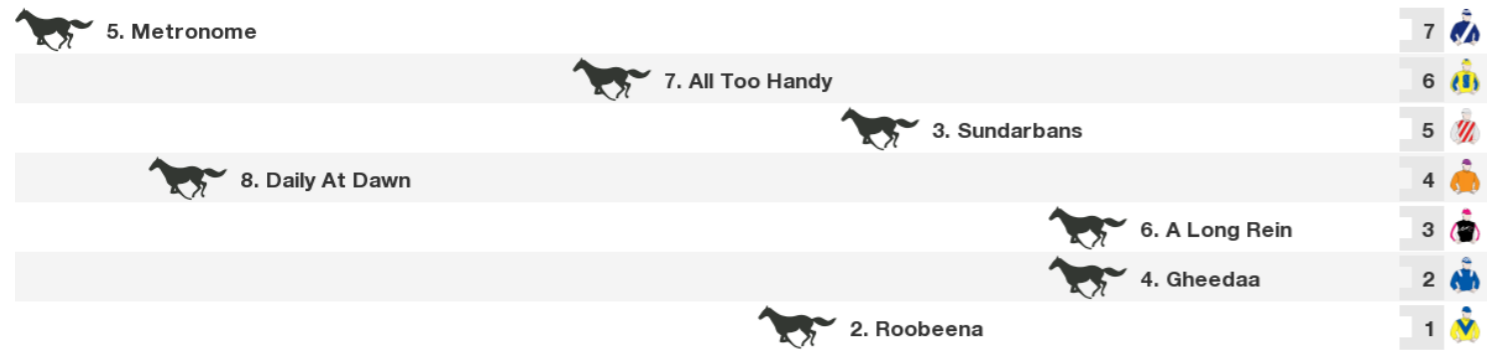 5. Metronome 7
7. All Too Handy 6
3. Sundarbans 5
8. Daily At Dawn 4
6. A Long Rein 3
4. Gheedaa 2
2. Roobeena 1